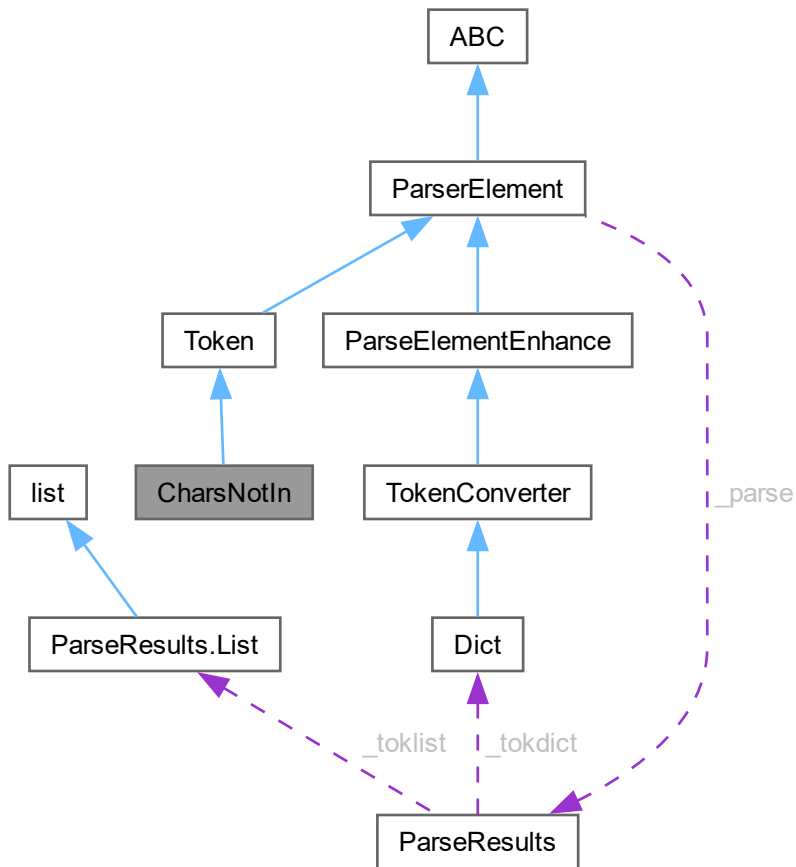 ABC
ParserElement
Token
ParseElementEnhance
list
CharsNotIn
TokenConverter
_parse
ParseResults.List
Dict
_toklist
_tokdict
ParseResults